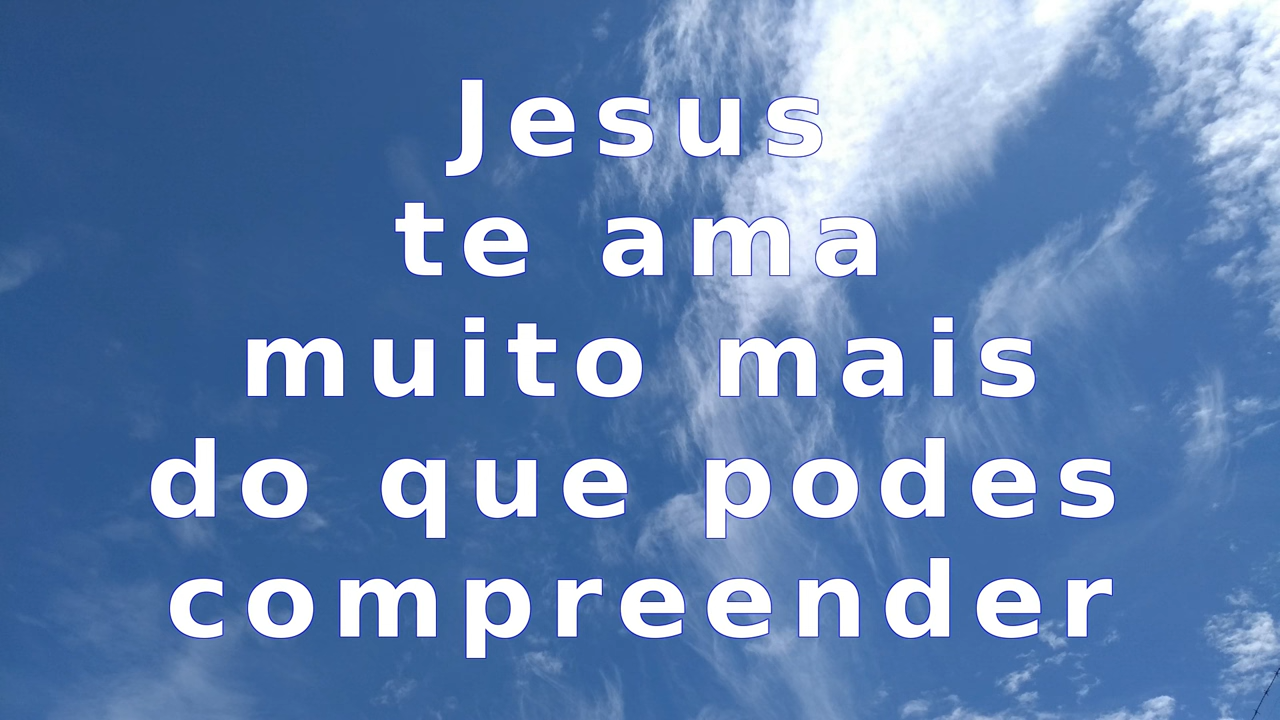 Jesus
te ama
muito mais
do que podes
compreender